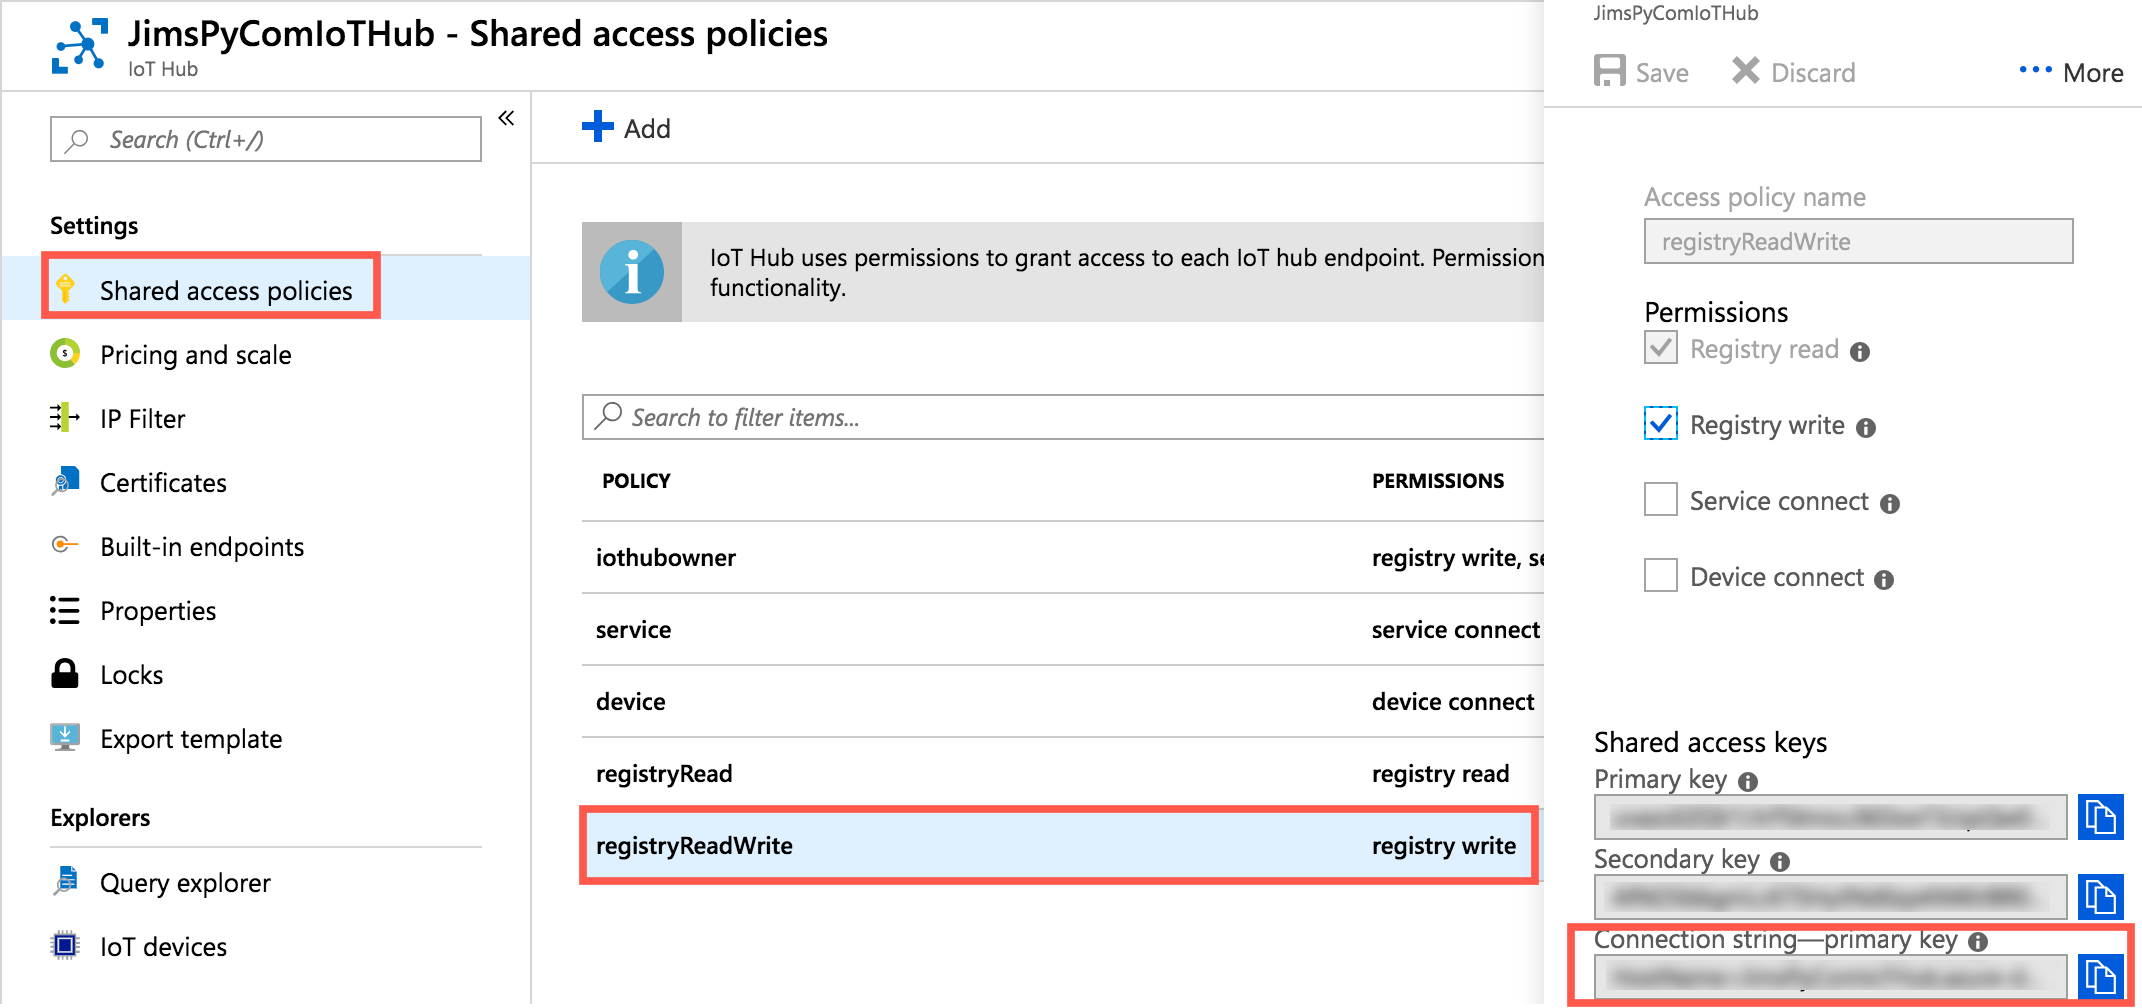 JimsPyComIoTHub - Shared access policies
IoT Hub
«
Search (Ctrl+/)
Settings
Shared access policies
Pricing and scale
IP Filter
Certificates
Built-in endpoints
Properties
Locks
Export template
Explorers
Query explorer
IoT devices
Add
IoT Hub uses permissions to grant access to each IoT hub endpoint. Permission
functionality.
Search to filter items...
POLICY PERMISSIONS
iothubowner registry write, se
service service connect
device device connect
registryRead registry read
registryReadWrite registry write
JimsPyComIoTHub
Save Discard ... More
Access policy name
registryReadWrite
Permissions
Registry read
Registry write
Service connect
Device connect
Shared access keys
Primary key
Secondary key
Connection string—primary key